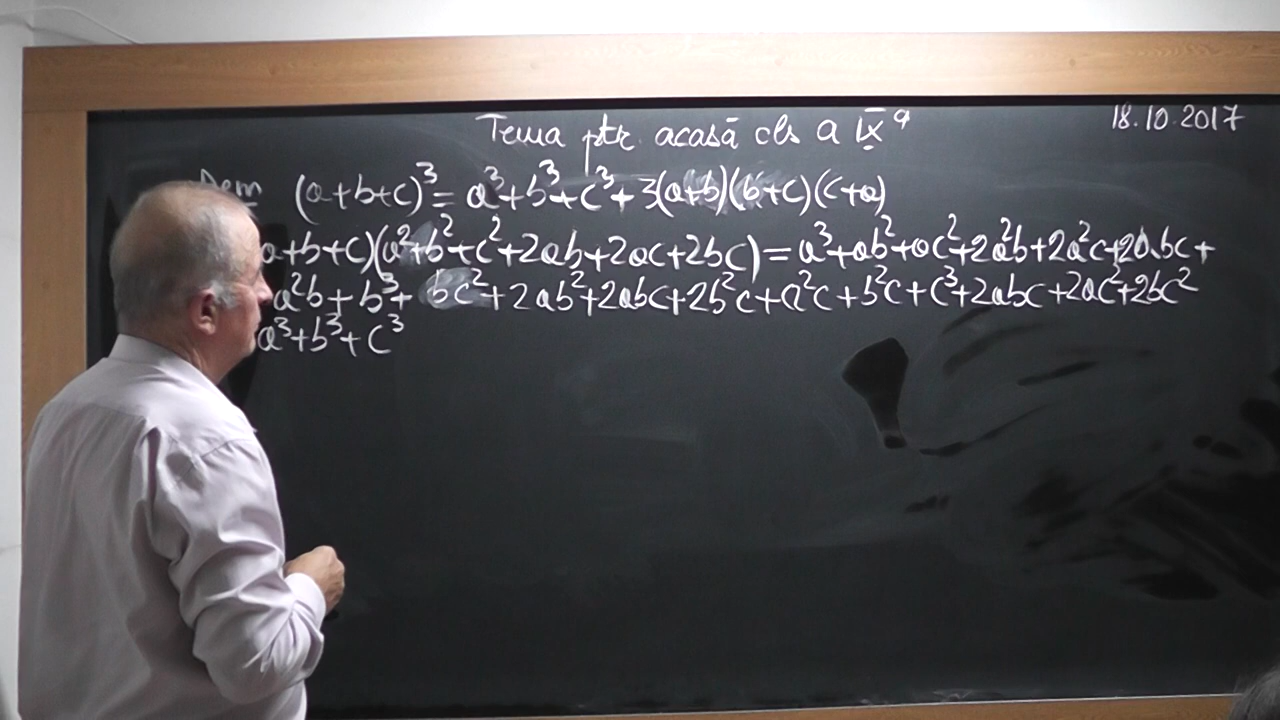 Tema ptr. acasă cls a IX a
18.10.2017
Dem (a+b+c)³ = a³+b³+c³+3(a+b)(b+c)(c+a)
a+b+c)(a²+b²+c²+2ab+2ac+2bc) = a³+ab²+ac²+2a²b+2a²c+2abc+
a²b+b³+bc²+2ab²+2abc+2b²c+a²c+b²c+c³+2abc+2ac²+2bc²
a³+b³+c³